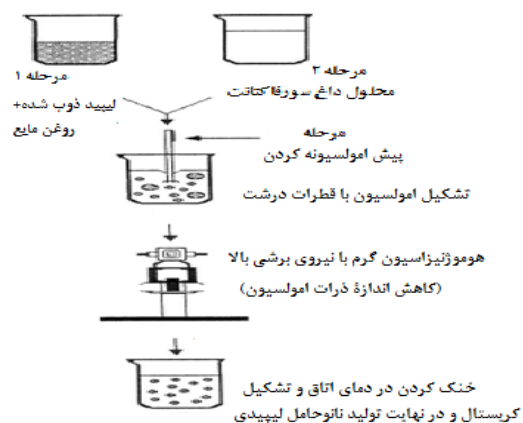 مرحله ۱
لیپید ذوب شده+
روغن مایع
مرحله ۲
محلول داغ سورفاکتانت
مرحله
پیش امولسیونه کردن
تشکیل امولسیون با قطرات درشت
هوموژنیزاسیون گرم با نیروی برشی بالا
(کاهش اندازهٔ ذرات امولسیون)
خنک کردن در دمای اتاق و تشکیل
کریستال و در نهایت تولید نانوحامل لیپیدی